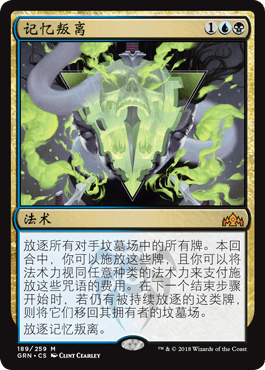 记忆叛离
1
法术
放逐所有对手坟墓场中的所有牌。本回
合中，你可以施放这些牌，且你可以将
法术力视同任意种类的法术力来支付施
放这些咒语的费用。在下一个结束步骤
开始时，若仍有被持续放逐的这类牌，
则将它们移回其拥有者的坟墓场。
放逐记忆叛离。
189/259 M
GRN • CS CLINT CEARLEY
™ & © 2018 Wizards of the Coast